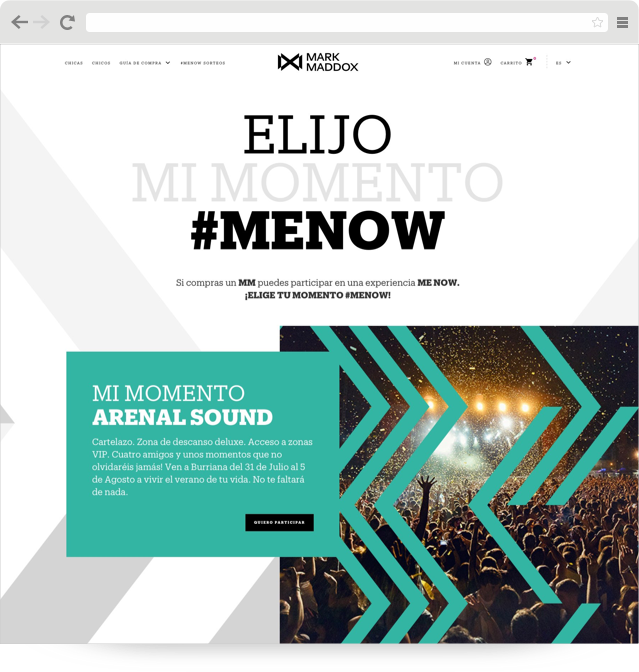 CHICAS CHICOS GUÍA DE COMPRA #MENOW SORTEOS
MARK
MADDOX
MI CUENTA CARRITO ES
ELIJO
MI MOMENTO
#MENOW
Si compras un MM puedes participar en una experiencia ME NOW.
¡ELIGE TU MOMENTO #MENOW!
MI MOMENTO
ARENAL SOUND
Cartelazo. Zona de descanso deluxe. Acceso a zonas
VIP. Cuatro amigos y unos momentos que no
olvidaréis jamás! Ven a Burriana del 31 de Julio al 5
de Agosto a vivir el verano de tu vida. No te faltará
de nada.
QUIERO PARTICIPAR